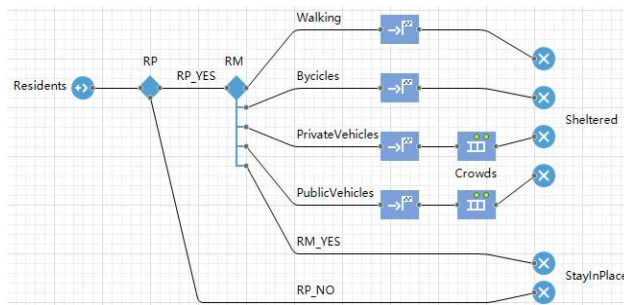 Walking
RP
RM
RP_YES
Residents
Bycicles
Sheltered
PrivateVehicles
Crowds
PublicVehicles
RM_YES
StayInPlace
RP_NO